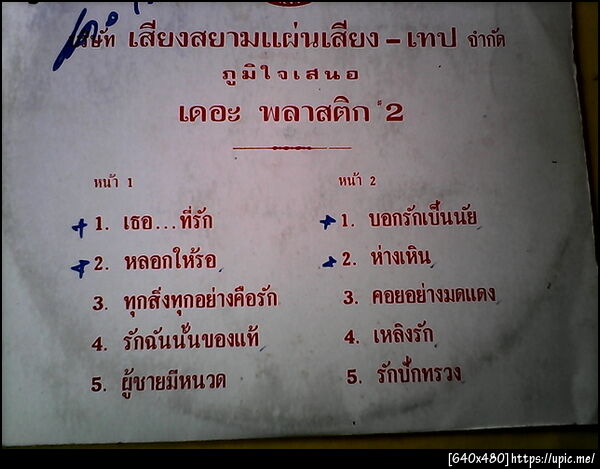 บริษัท เสียงสยามแผ่นเสียง – เทป จำกัด
ภูมิใจเสนอ
เดอะ พลาสติก # 2
หน้า 1
1. เธอ...ที่รัก
2. หลอกให้รอ
3. ทุกสิ่งทุกอย่างคือรัก
4. รักฉันนั้นของแท้
5. ผู้ชายมีหนวด
หน้า 2
1. บอกรักเป็นนัย
2. ห่างเหิน
3. คอยอย่างมดแดง
4. เหลิงรัก
5. รักปักทรวง
[640x480]https://upic.me/